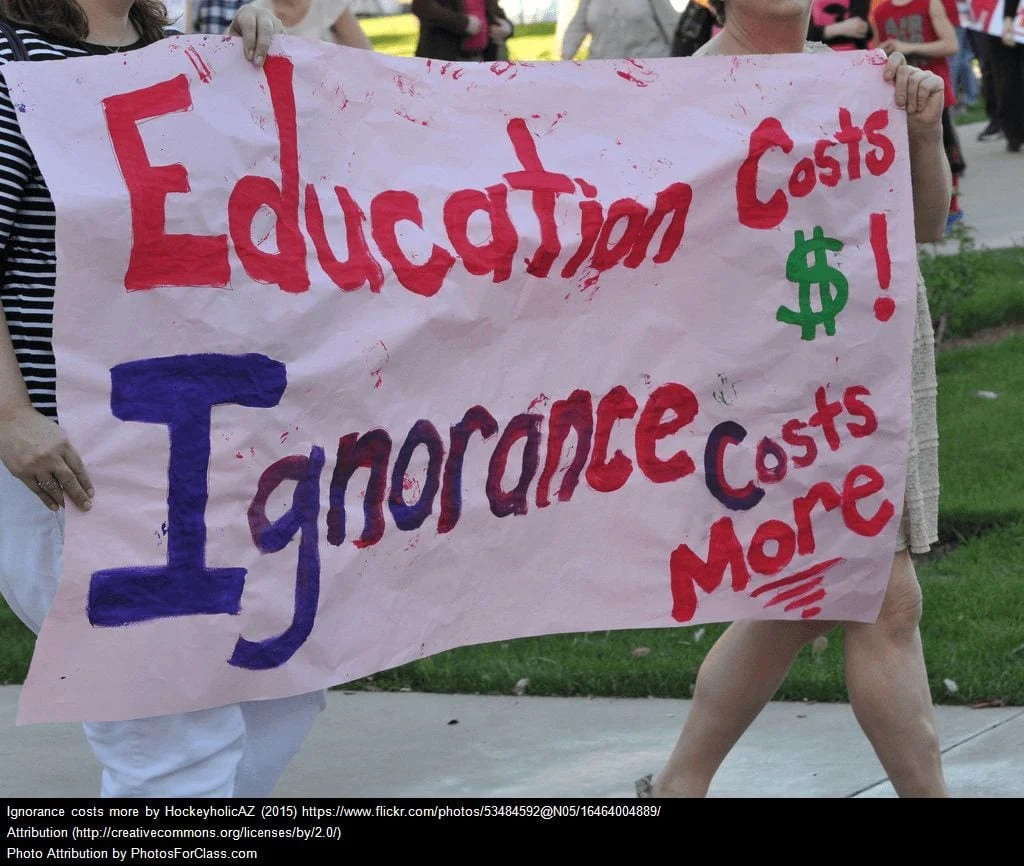 Education Costs
$!
Ignorance Costs
More
Ignorance costs more by HockeyholicAZ (2015) https://www.flickr.com/photos/53484592@N05/16464004889/
Attribution (http://creativecommons.org/licenses/by/2.0/)
Photo Attribution by PhotosForClass.com